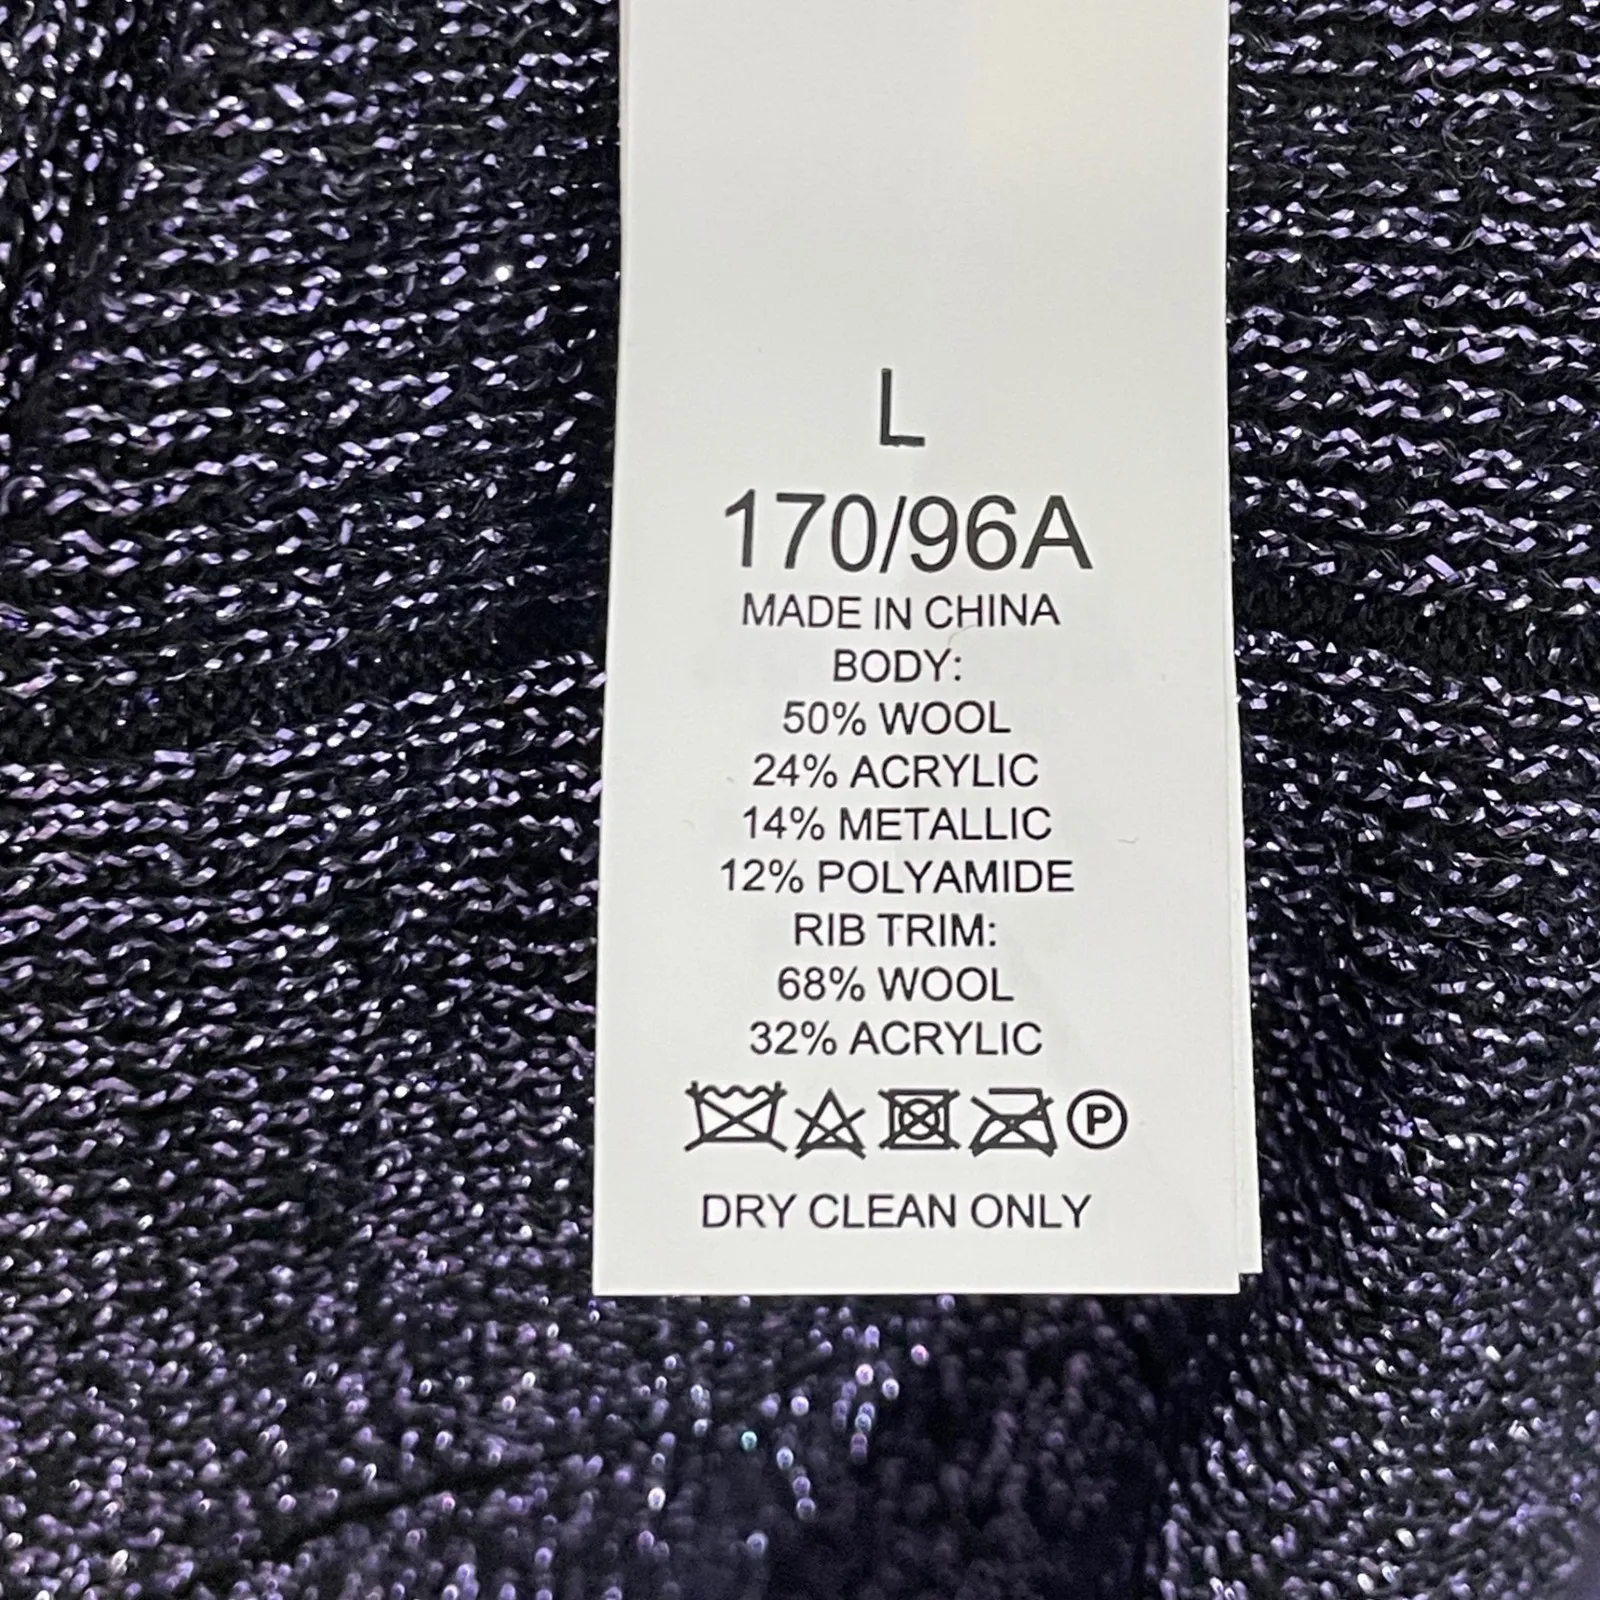 L
170/96A
MADE IN CHINA
BODY:
50% WOOL
24% ACRYLIC
14% METALLIC
12% POLYAMIDE
RIB TRIM:
68% WOOL
32% ACRYLIC
P
DRY CLEAN ONLY